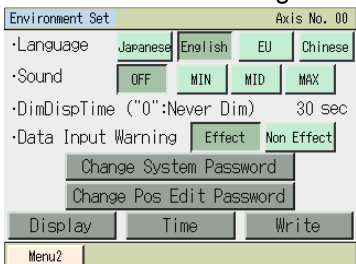 Environment Set Axis No. 00
·Language Japanese English EU Chinese
·Sound OFF MIN MID MAX
·DimDispTime ("0":Never Dim) 30 sec
·Data Input Warning Effect Non Effect
Change System Password
Change Pos Edit Password
Display Time Write
Menu2